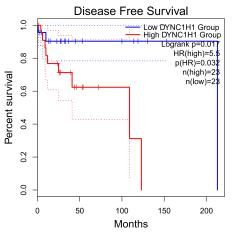 Disease Free Survival
Low DYNC1H1 Group
High DYNC1H1 Group
Logrank p=0.017
HR(high)=5.5
p(HR)=0.032
n(high)=23
n(low)=23
Percent survival
1.0
0.8
0.6
0.4
0.2
0.0
0
50
100
150
200
Months